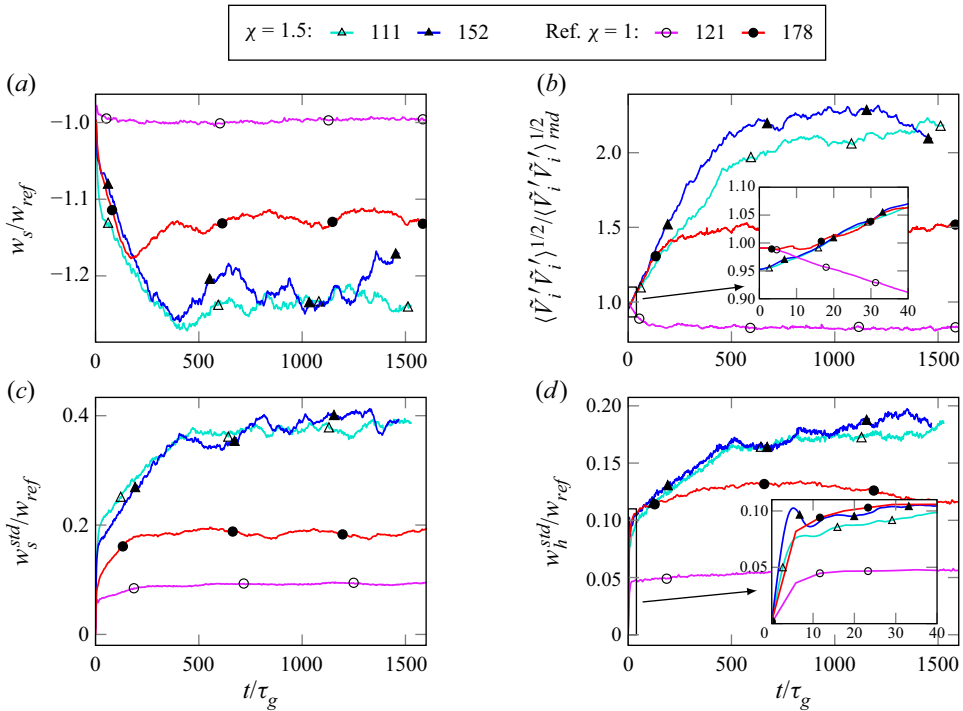 χ = 1.5: 111 152 Ref. χ = 1: 121 178
(a) (b)
−1.0
−1.1
−1.2
w_s/w_ref
0 500 1000 1500
2.0
1.5
1.0
⟨Ṽ_i′Ṽ_i′⟩^{1/2}/⟨Ṽ_i′Ṽ_i′⟩^{1/2}_{rnd}
1.10
1.05
1.00
0.95
0.90
0 10 20 30 40
0 500 1000 1500
(c) (d)
0.4
0.2
0
w_s^{std}/w_ref
0 500 1000 1500
t/τ_g
0.20
0.15
0.10
0.05
0
w_h^{std}/w_ref
0.10
0.05
0 10 20 30 40
0 500 1000 1500
t/τ_g